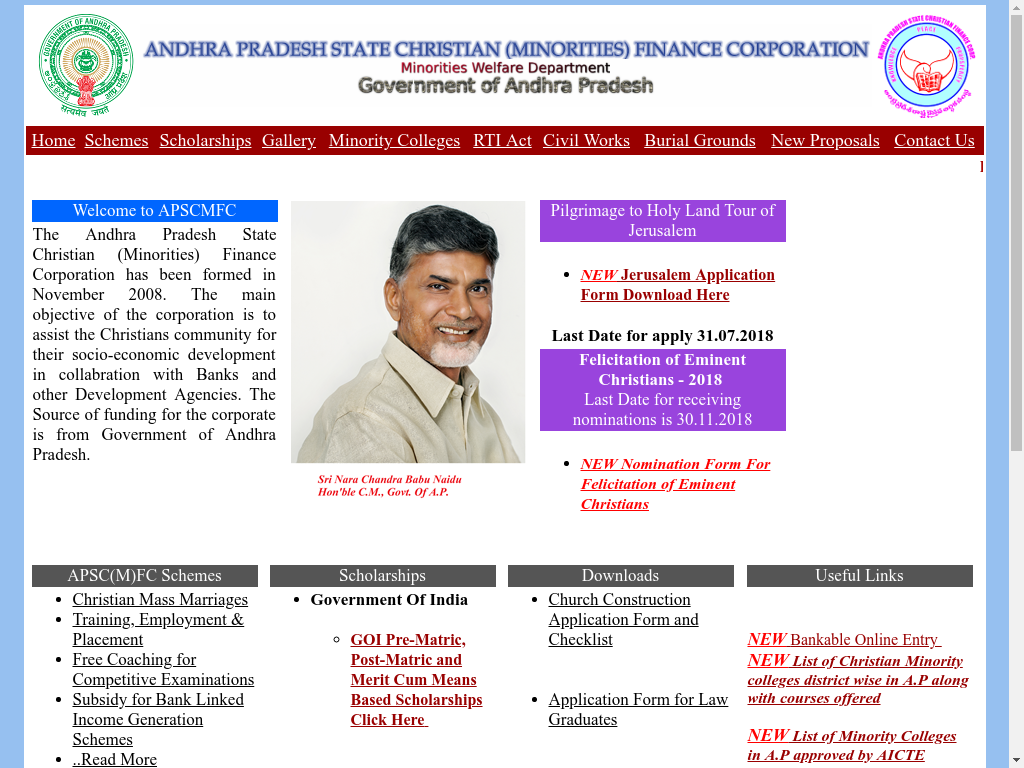 ANDHRA PRADESH STATE CHRISTIAN (MINORITIES) FINANCE CORPORATION
Minorities Welfare Department
Government of Andhra Pradesh
सत्यमेव जयते
Home Schemes Scholarships Gallery Minority Colleges RTI Act Civil Works Burial Grounds New Proposals Contact Us
Welcome to APSCMFC
The Andhra Pradesh State
Christian (Minorities) Finance
Corporation has been formed in
November 2008. The main
objective of the corporation is to
assist the Christians community for
their socio-economic development
in collabration with Banks and
other Development Agencies. The
Source of funding for the corporate
is from Government of Andhra
Pradesh.
Sri Nara Chandra Babu Naidu
Hon'ble C.M., Govt. Of A.P.
Pilgrimage to Holy Land Tour of
Jerusalem
NEW Jerusalem Application
Form Download Here
Last Date for apply 31.07.2018
Felicitation of Eminent
Christians - 2018
Last Date for receiving
nominations is 30.11.2018
NEW Nomination Form For
Felicitation of Eminent
Christians
APSC(M)FC Schemes
Christian Mass Marriages
Training, Employment &
Placement
Free Coaching for
Competitive Examinations
Subsidy for Bank Linked
Income Generation
Schemes
..Read More
Scholarships
Government Of India
GOI Pre-Matric,
Post-Matric and
Merit Cum Means
Based Scholarships
Click Here
Downloads
Church Construction
Application Form and
Checklist
Application Form for Law
Graduates
Useful Links
NEW Bankable Online Entry
NEW List of Christian Minority
colleges district wise in A.P along
with courses offered
NEW List of Minority Colleges
in A.P approved by AICTE